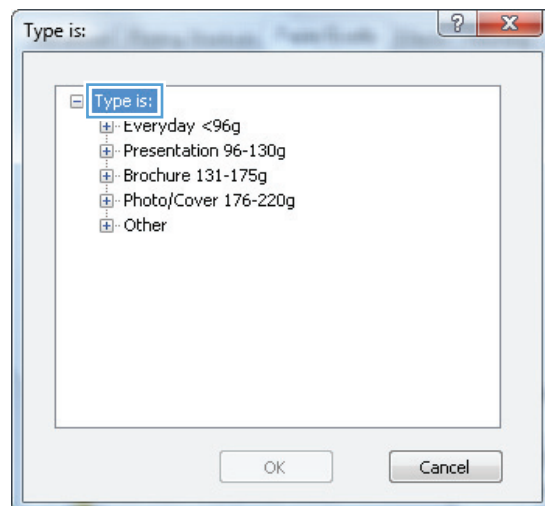 Type is:
Type is:
Everyday <96g
Presentation 96-130g
Brochure 131-175g
Photo/Cover 176-220g
Other
OK
Cancel